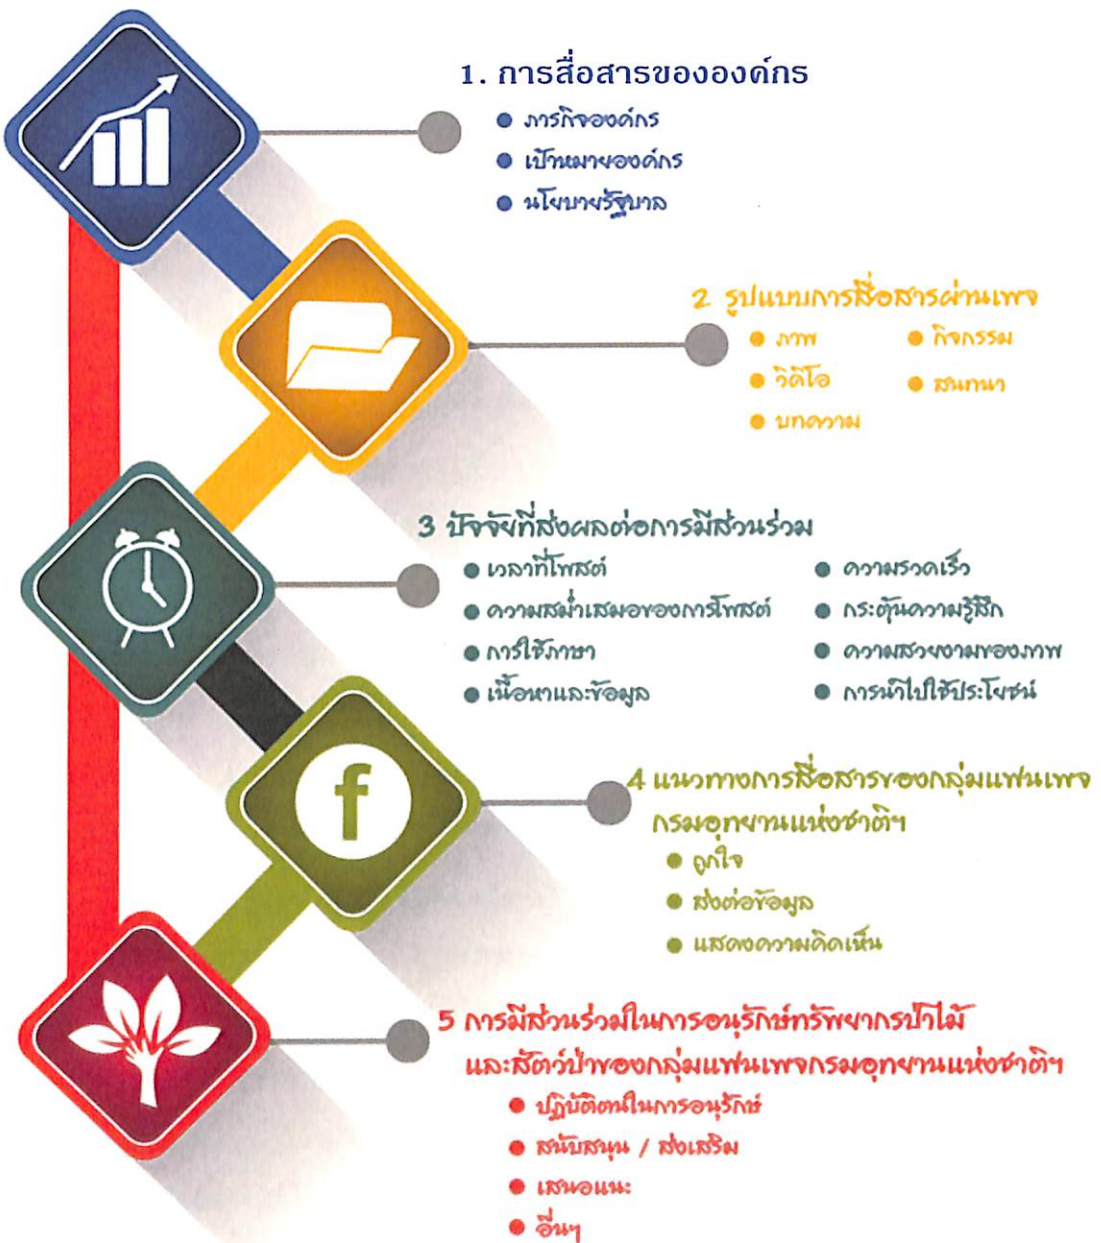 1. การสื่อสารขององค์กร
● ภารกิจองค์กร
● เป้าหมายองค์กร
● นโยบายรัฐบาล
2 รูปแบบการสื่อสารผ่านเพจ
● ภาพ
● วิดีโอ
● บทความ
● กิจกรรม
● สนทนา
3 ปัจจัยที่ส่งผลต่อการมีส่วนร่วม
● เวลาที่โพสต์
● ความสม่ำเสมอของการโพสต์
● การใช้ภาษา
● เนื้อหาและข้อมูล
● ความรวดเร็ว
● กระตุ้นความรู้สึก
● ความสวยงามของภาพ
● การนำไปใช้ประโยชน์
f
4 แนวทางการสื่อสารของกลุ่มแฟนเพจ
กรมอุทยานแห่งชาติฯ
● ถูกใจ
● ส่งต่อข้อมูล
● แสดงความคิดเห็น
5 การมีส่วนร่วมในการอนุรักษ์ทรัพยากรป่าไม้
และสัตว์ป่าของกลุ่มแฟนเพจกรมอุทยานแห่งชาติฯ
● ปฏิบัติตนในการอนุรักษ์
● สนับสนุน / ส่งเสริม
● เสนอแนะ
● อื่นๆ